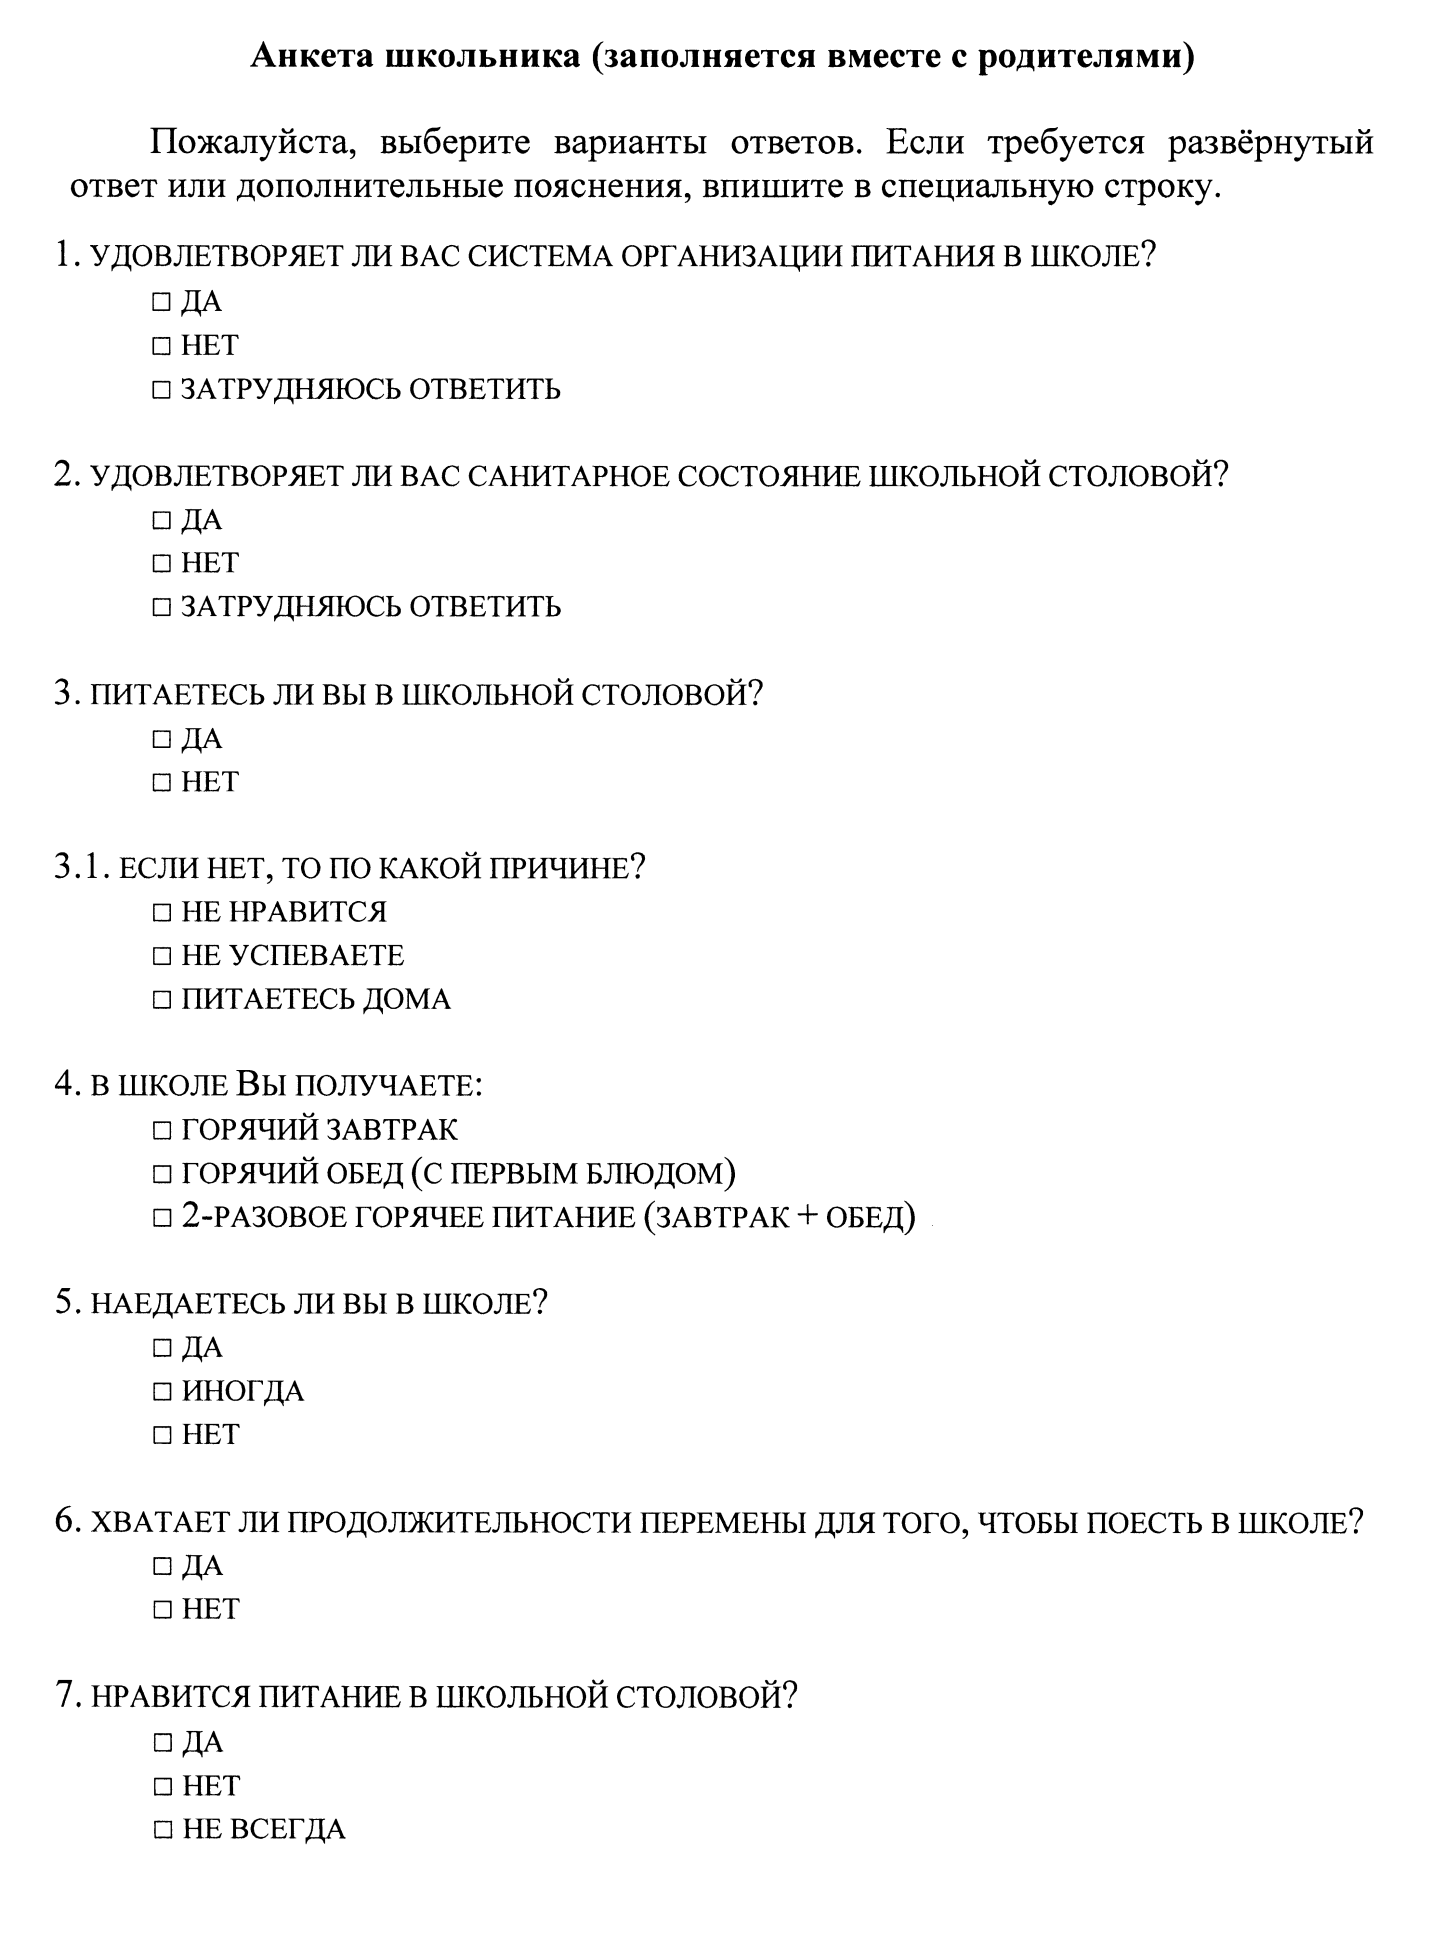 Анкета школьника (заполняется вместе с родителями)
Пожалуйста, выберите варианты ответов. Если требуется развёрнутый
ответ или дополнительные пояснения, впишите в специальную строку.
1. УДОВЛЕТВОРЯЕТ ЛИ ВАС СИСТЕМА ОРГАНИЗАЦИИ ПИТАНИЯ В ШКОЛЕ?
□ ДА
□ НЕТ
□ ЗАТРУДНЯЮСЬ ОТВЕТИТЬ
2. УДОВЛЕТВОРЯЕТ ЛИ ВАС САНИТАРНОЕ СОСТОЯНИЕ ШКОЛЬНОЙ СТОЛОВОЙ?
□ ДА
□ НЕТ
□ ЗАТРУДНЯЮСЬ ОТВЕТИТЬ
3. ПИТАЕТЕСЬ ЛИ ВЫ В ШКОЛЬНОЙ СТОЛОВОЙ?
□ ДА
□ НЕТ
3.1. ЕСЛИ НЕТ, ТО ПО КАКОЙ ПРИЧИНЕ?
□ НЕ НРАВИТСЯ
□ НЕ УСПЕВАЕТЕ
□ ПИТАЕТЕСЬ ДОМА
4. В ШКОЛЕ ВЫ ПОЛУЧАЕТЕ:
□ ГОРЯЧИЙ ЗАВТРАК
□ ГОРЯЧИЙ ОБЕД (С ПЕРВЫМ БЛЮДОМ)
□ 2-РАЗОВОЕ ГОРЯЧЕЕ ПИТАНИЕ (ЗАВТРАК + ОБЕД)
5. НАЕДАЕТЕСЬ ЛИ ВЫ В ШКОЛЕ?
□ ДА
□ ИНОГДА
□ НЕТ
6. ХВАТАЕТ ЛИ ПРОДОЛЖИТЕЛЬНОСТИ ПЕРЕМЕНЫ ДЛЯ ТОГО, ЧТОБЫ ПОЕСТЬ В ШКОЛЕ?
□ ДА
□ НЕТ
7. НРАВИТСЯ ПИТАНИЕ В ШКОЛЬНОЙ СТОЛОВОЙ?
□ ДА
□ НЕТ
□ НЕ ВСЕГДА